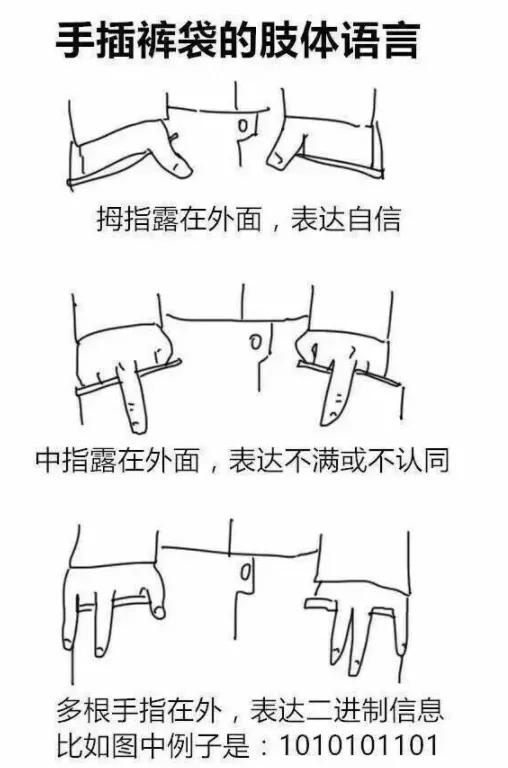 手插裤袋的肢体语言
拇指露在外面，表达自信
中指露在外面，表达不满或不认同
多根手指在外，表达二进制信息
比如图中例子是：1010101101